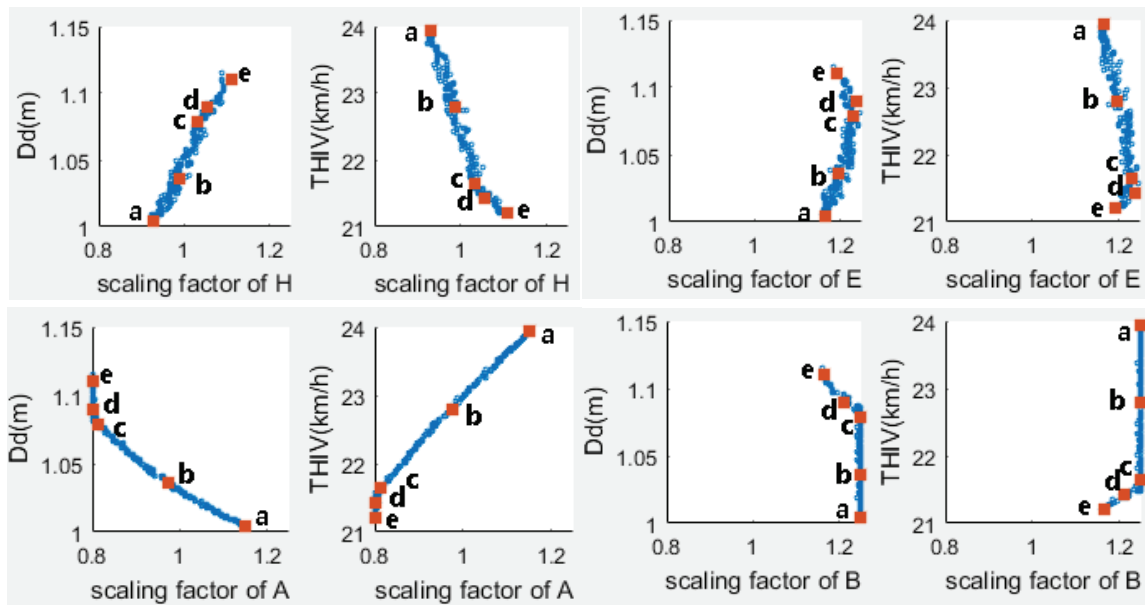 1.15
1.1
1.05
1
Dd(m)
0.8 1 1.2
scaling factor of H
a
b
c
d
e
24
23
22
21
THIV(km/h)
0.8 1 1.2
scaling factor of H
a
b
c
d
e
1.15
1.1
1.05
1
Dd(m)
0.8 1 1.2
scaling factor of E
e
d
c
b
a
24
23
22
21
THIV(km/h)
0.8 1 1.2
scaling factor of E
a
b
c
d
e
1.15
1.1
1.05
1
Dd(m)
0.8 1 1.2
scaling factor of A
e
d
c
b
a
24
23
22
21
THIV(km/h)
0.8 1 1.2
scaling factor of A
a
b
c
d
e
1.15
1.1
1.05
1
Dd(m)
0.8 1 1.2
scaling factor of B
e
d
c
b
a
24
23
22
21
THIV(km/h)
0.8 1 1.2
scaling factor of B
a
b
c
d
e